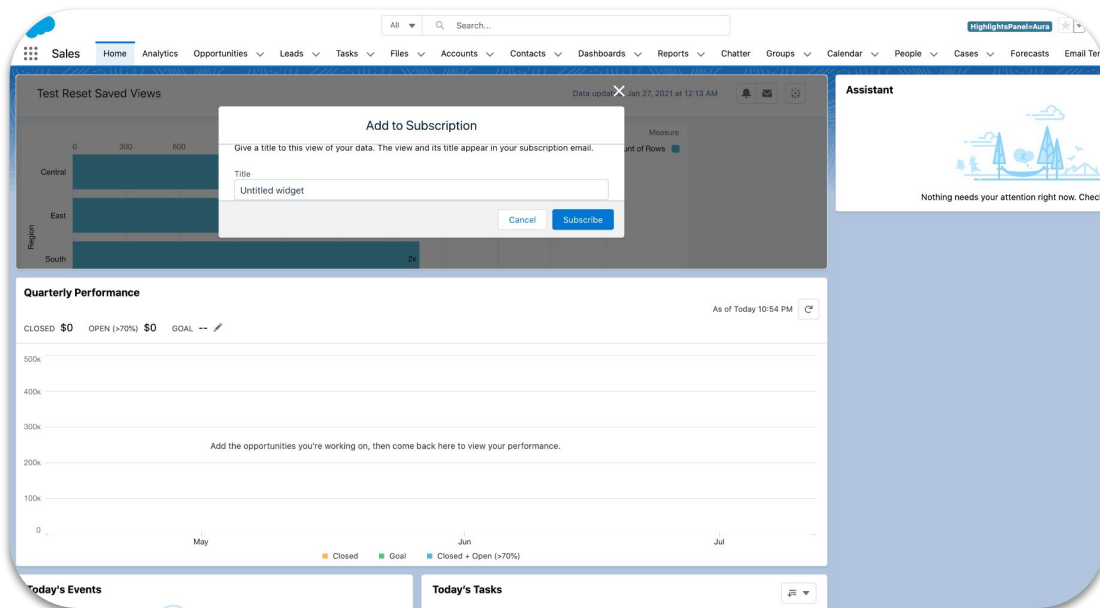 All
Search...
HighlightsPanel=Aura
Sales Home Analytics Opportunities Leads Tasks Files Accounts Contacts Dashboards Reports Chatter Groups Calendar People Cases Forecasts Email
Test Reset Saved Views
Jan 27, 2021 at 12:13 AM
Assistant
Add to Subscription
Give a title to this view of your data. The view and its title appear in your subscription email.
Title
Untitled widget
Cancel Subscribe
Measure
of Rows
0 300 600
Central
East
South
Region
2K
Nothing needs your attention right now.
Quarterly Performance
As of Today 10:54 PM
CLOSED $0 OPEN (>70%) $0 GOAL --
500K
400K
300K
200K
100K
0
Add the opportunities you're working on, then come back here to view your performance.
May Jun Jul
Closed Goal Closed + Open (>70%)
Today's Events
Today's Tasks